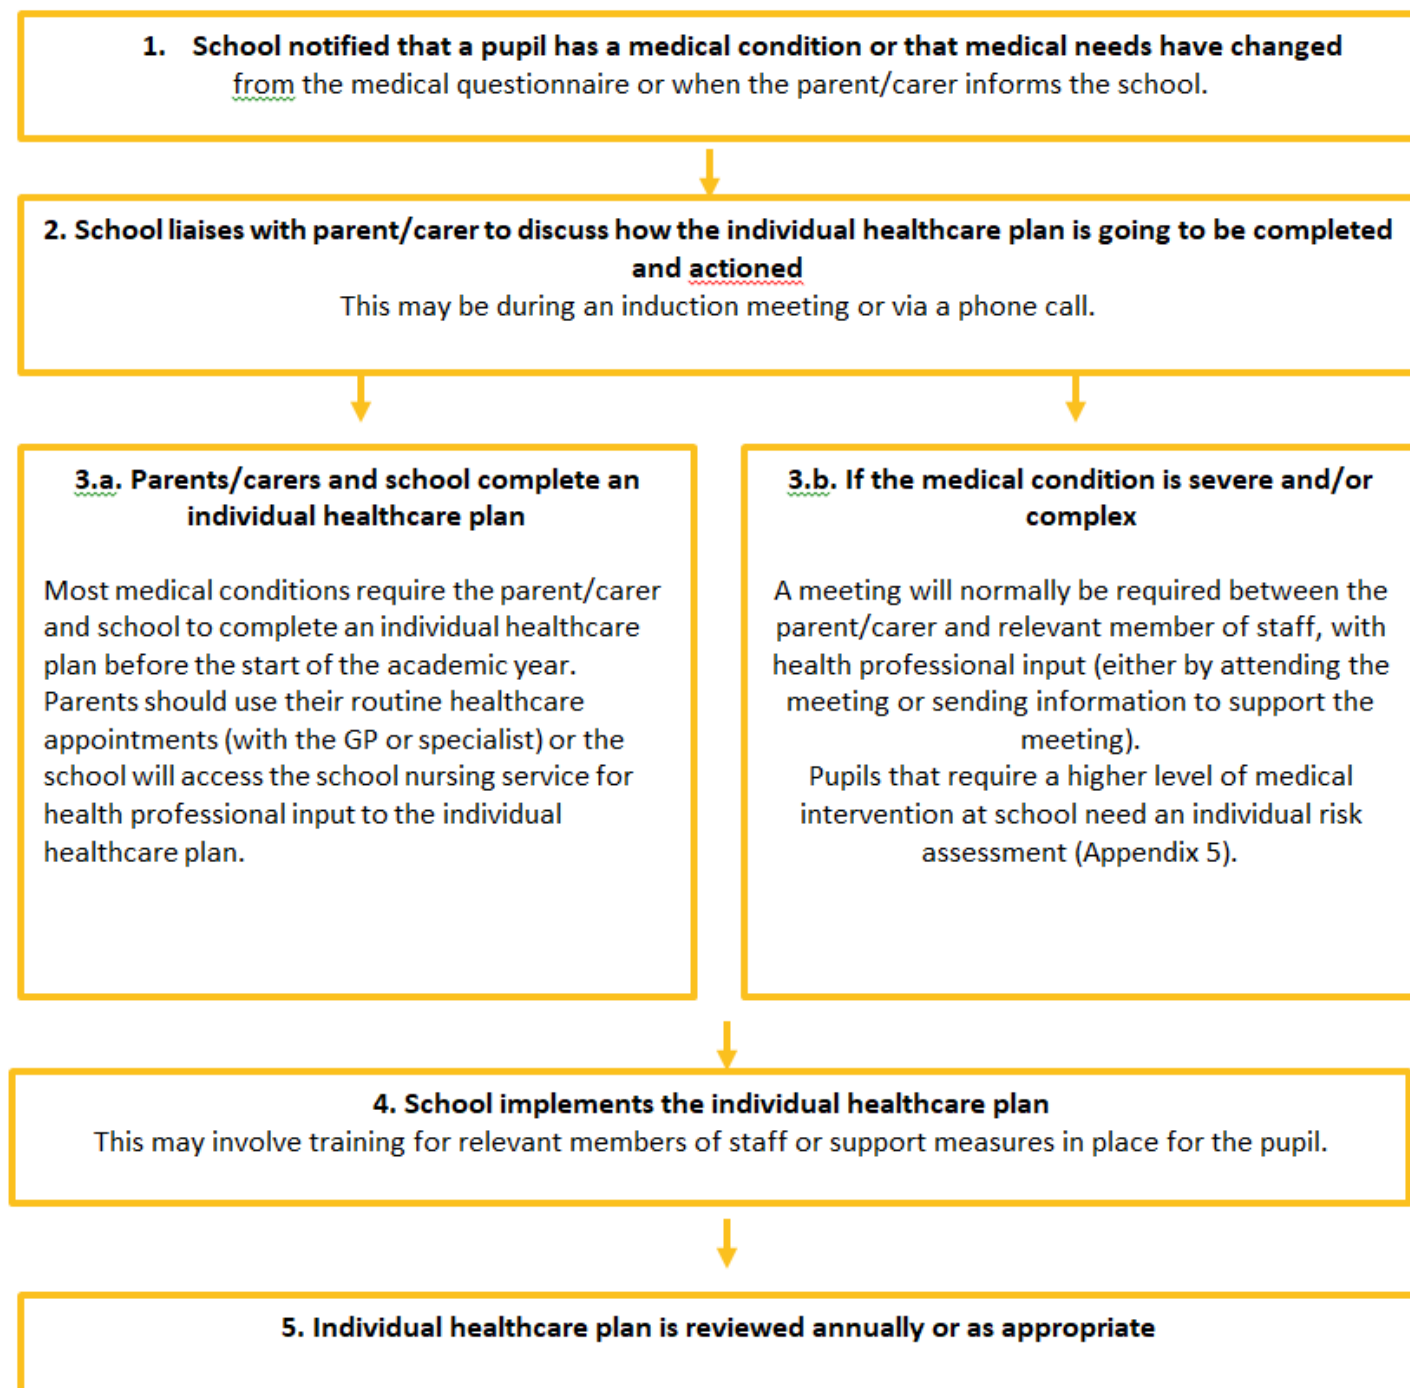 1. School notified that a pupil has a medical condition or that medical needs have changed
from the medical questionnaire or when the parent/carer informs the school.
2. School liaises with parent/carer to discuss how the individual healthcare plan is going to be completed
and actioned
This may be during an induction meeting or via a phone call.
3.a. Parents/carers and school complete an
individual healthcare plan
Most medical conditions require the parent/carer
and school to complete an individual healthcare
plan before the start of the academic year.
Parents should use their routine healthcare
appointments (with the GP or specialist) or the
school will access the school nursing service for
health professional input to the individual
healthcare plan.
3.b. If the medical condition is severe and/or
complex
A meeting will normally be required between the
parent/carer and relevant member of staff, with
health professional input (either by attending the
meeting or sending information to support the
meeting).
Pupils that require a higher level of medical
intervention at school need an individual risk
assessment (Appendix 5).
4. School implements the individual healthcare plan
This may involve training for relevant members of staff or support measures in place for the pupil.
5. Individual healthcare plan is reviewed annually or as appropriate